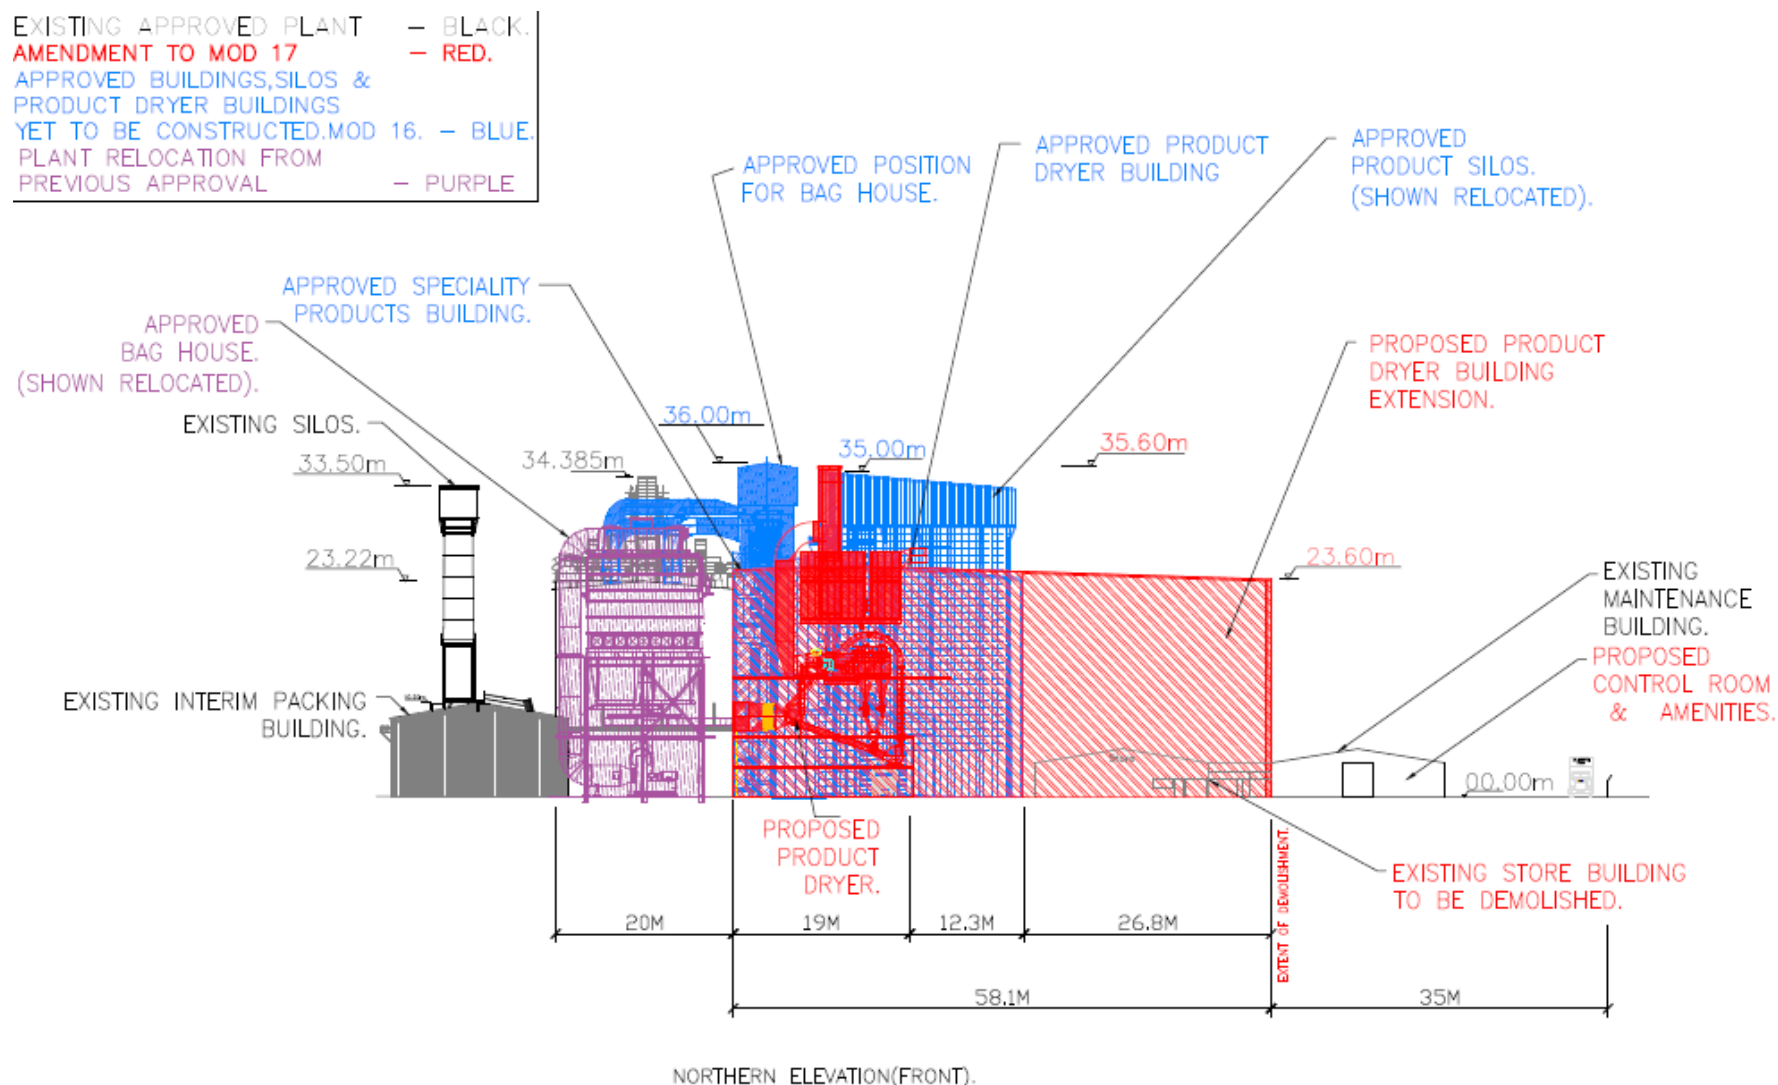 EXISTING APPROVED PLANT — BLACK.
AMENDMENT TO MOD 17 — RED.
APPROVED BUILDINGS,SILOS &
PRODUCT DRYER BUILDINGS
YET TO BE CONSTRUCTED.MOD 16. — BLUE.
PLANT RELOCATION FROM
PREVIOUS APPROVAL — PURPLE
APPROVED POSITION
FOR BAG HOUSE.
APPROVED PRODUCT
DRYER BUILDING
APPROVED
PRODUCT SILOS.
(SHOWN RELOCATED).
APPROVED SPECIALITY
PRODUCTS BUILDING.
APPROVED
BAG HOUSE.
(SHOWN RELOCATED).
EXISTING SILOS.
PROPOSED PRODUCT
DRYER BUILDING
EXTENSION.
36.00m
35.00m
35.60m
33.50m
34.385m
23.22m
23.60m
EXISTING
MAINTENANCE
BUILDING.
PROPOSED
CONTROL ROOM
& AMENITIES.
EXISTING INTERIM PACKING
BUILDING.
00.00m
PROPOSED
PRODUCT
DRYER.
EXTENT OF DEMOLISHMENT.
EXISTING STORE BUILDING
TO BE DEMOLISHED.
20M
19M
12.3M
26.8M
58.1M
35M
NORTHERN ELEVATION(FRONT).